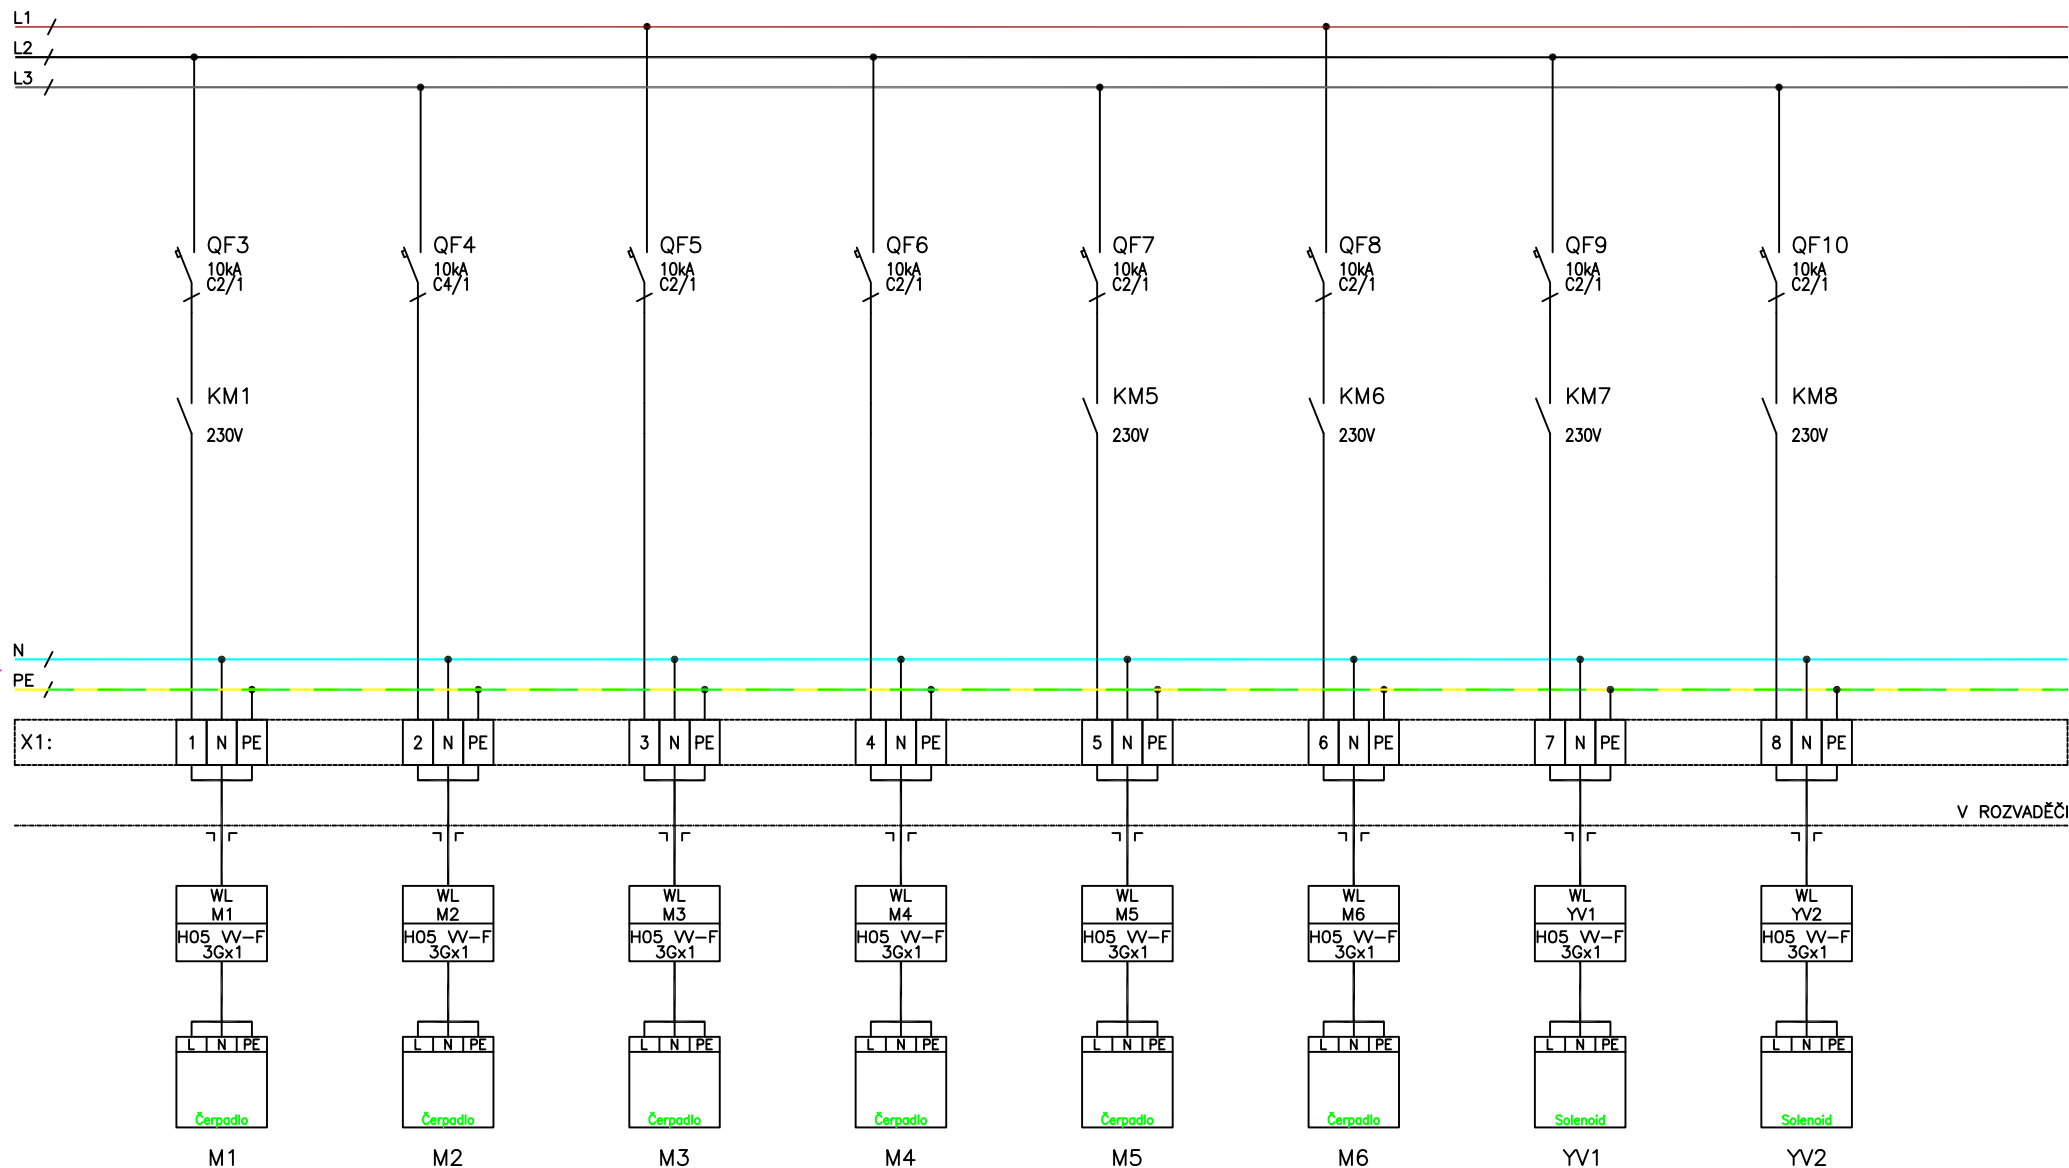 L1
L2
L3
QF3 QF4 QF5 QF6 QF7 QF8 QF9 QF10
10kA 10kA 10kA 10kA 10kA 10kA 10kA 10kA
C2/1 C4/1 C2/1 C2/1 C2/1 C2/1 C2/1 C2/1
KM1 KM5 KM6 KM7 KM8
230V 230V 230V 230V 230V
N
PE
X1: 1 N PE 2 N PE 3 N PE 4 N PE 5 N PE 6 N PE 7 N PE 8 N PE
V ROZVADĚČI
WL WL WL WL WL WL WL WL
M1 M2 M3 M4 M5 M6 YV1 YV2
H05 VV-F H05 VV-F H05 VV-F H05 VV-F H05 VV-F H05 VV-F H05 VV-F H05 VV-F
3Gx1 3Gx1 3Gx1 3Gx1 3Gx1 3Gx1 3Gx1 3Gx1
L N PE L N PE L N PE L N PE L N PE L N PE L N PE L N PE
Čerpadlo Čerpadlo Čerpadlo Čerpadlo Čerpadlo Čerpadlo Solenoid Solenoid
M1 M2 M3 M4 M5 M6 YV1 YV2